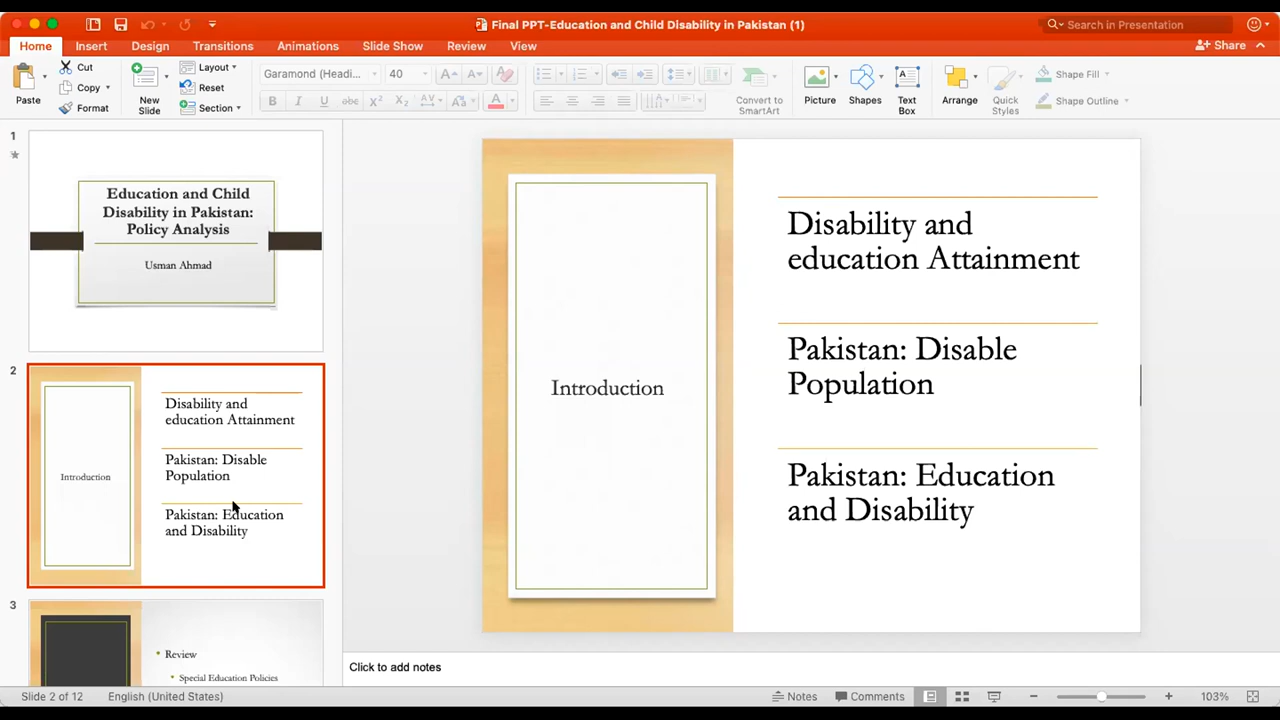 Final PPT-Education and Child Disability in Pakistan (1)
Search in Presentation
Home Insert Design Transitions Animations Slide Show Review View
Share
Paste
Cut
Copy
Format
New
Slide
Layout
Reset
Section
Garamond (Headi... 40
B I U abc X² X₂ AV Aa A
Convert to
SmartArt
Picture
Shapes
Text
Box
Arrange
Quick
Styles
Shape Fill
Shape Outline
1
Education and Child
Disability in Pakistan:
Policy Analysis
Usman Ahmad
2
Introduction
Disability and
education Attainment
Pakistan: Disable
Population
Pakistan: Education
and Disability
3
• Review
• Special Education Policies
Introduction
Disability and
education Attainment
Pakistan: Disable
Population
Pakistan: Education
and Disability
Click to add notes
Slide 2 of 12 English (United States) Notes Comments 103%